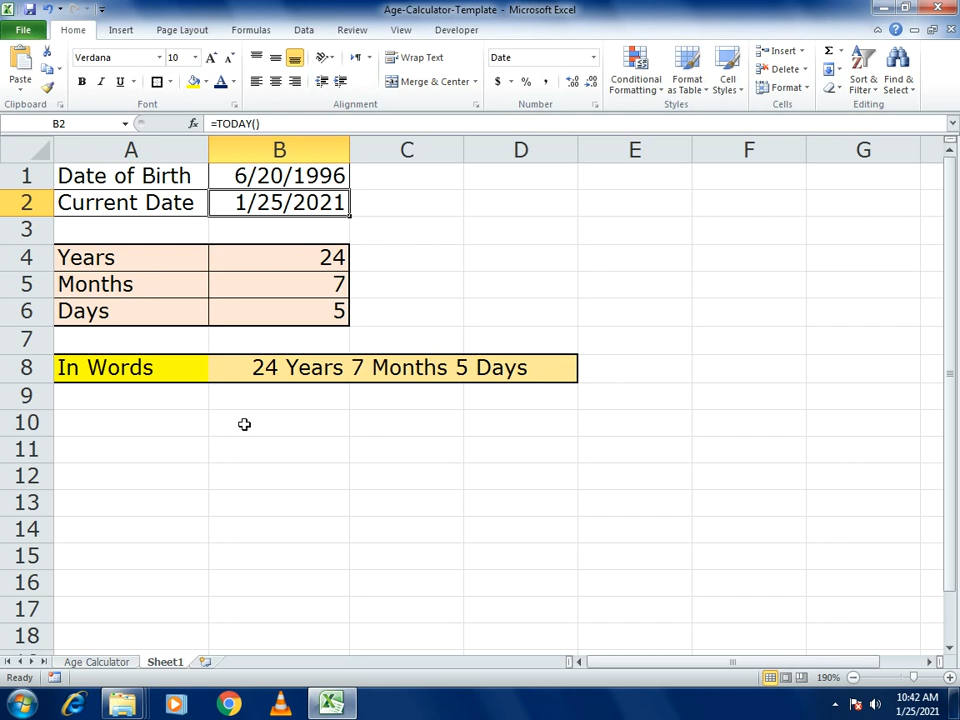 Age-Calculator-Template - Microsoft Excel
File Home Insert Page Layout Formulas Data Review View Developer
Paste
Clipboard
Verdana 10
B I U
Font
Wrap Text
Merge & Center
Alignment
Date
$ % ,
Number
Conditional Formatting
Format as Table
Cell Styles
Styles
Insert
Delete
Format
Cells
Sort & Filter
Find & Select
Editing
B2 fx =TODAY()
A B C D E F G
1 Date of Birth 6/20/1996
2 Current Date 1/25/2021
3
4 Years 24
5 Months 7
6 Days 5
7
8 In Words 24 Years 7 Months 5 Days
9
10
11
12
13
14
15
16
17
18
Age Calculator Sheet1
Ready 190%
10:42 AM
1/25/2021